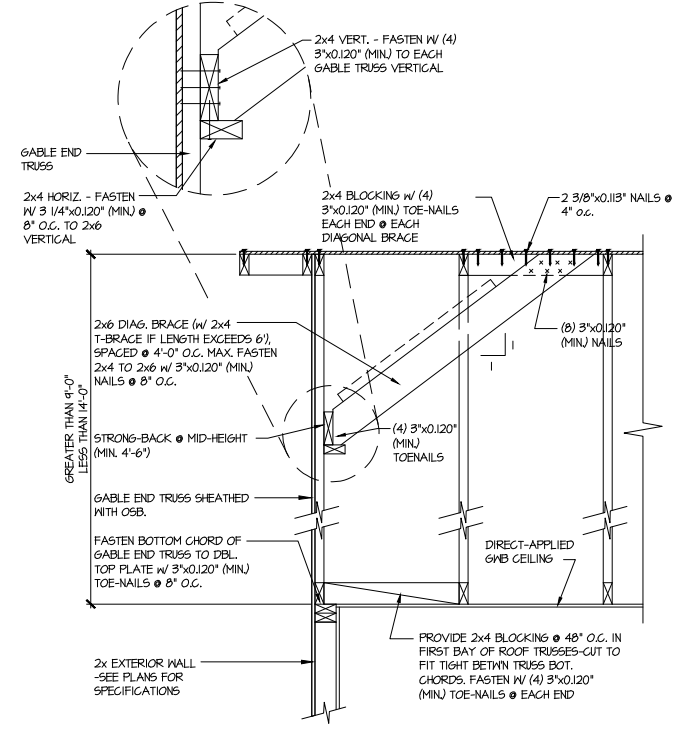 2x4 VERT. - FASTEN W/ (4)
3"x0.120" (MIN.) TO EACH
GABLE TRUSS VERTICAL
GABLE END
TRUSS
2x4 HORIZ. - FASTEN
W/ 3 1/4"x0.120" (MIN.) @
8" O.C. TO 2x6
VERTICAL
2x4 BLOCKING W/ (4)
3"x0.120" (MIN.) TOE-NAILS
EACH END @ EACH
DIAGONAL BRACE
2 3/8"x0.113" NAILS @
4" o.c.
2x6 DIAG. BRACE (W/ 2x4
T-BRACE IF LENGTH EXCEEDS 6'),
SPACED @ 4'-0" O.C. MAX. FASTEN
2x4 TO 2x6 W/ 3"x0.120" (MIN.)
NAILS @ 8" O.C.
(8) 3"x0.120"
(MIN.) NAILS
1
1
GREATER THAN 9'-0"
LESS THAN 14'-0"
STRONG-BACK @ MID-HEIGHT
(MIN. 4'-6")
(4) 3"x0.120"
(MIN.)
TOENAILS
GABLE END TRUSS SHEATHED
WITH OSB.
FASTEN BOTTOM CHORD OF
GABLE END TRUSS TO DBL.
TOP PLATE W/ 3"x0.120" (MIN.)
TOE-NAILS @ 8" O.C.
DIRECT-APPLIED
GWB CEILING
2x EXTERIOR WALL
-SEE PLANS FOR
SPECIFICATIONS
PROVIDE 2x4 BLOCKING @ 48" O.C. IN
FIRST BAY OF ROOF TRUSSES-CUT TO
FIT TIGHT BETW'N TRUSS BOT.
CHORDS. FASTEN W/ (4) 3"x0.120"
(MIN.) TOE-NAILS @ EACH END